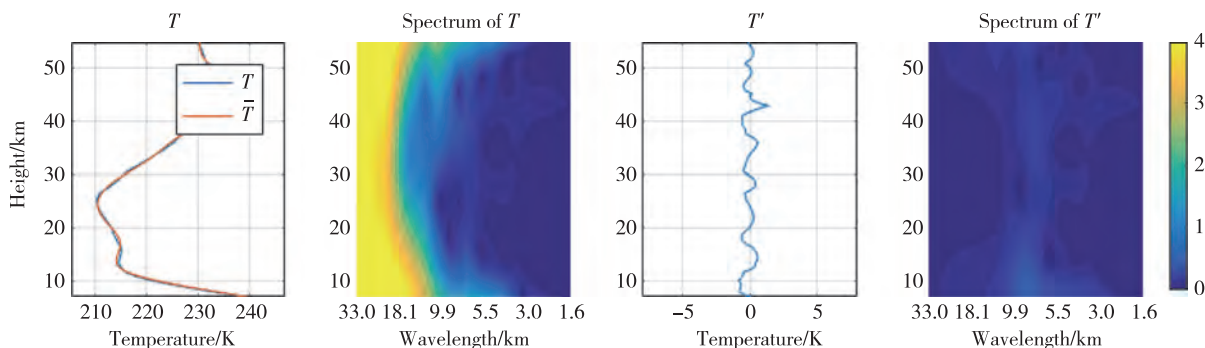 T
Height/km
50
40
30
20
10
T
T̅
210 220 230 240
Temperature/K
Spectrum of T
50
40
30
20
10
33.0 18.1 9.9 5.5 3.0 1.6
Wavelength/km
T′
50
40
30
20
10
−5 0 5
Temperature/K
Spectrum of T′
50
40
30
20
10
33.0 18.1 9.9 5.5 3.0 1.6
Wavelength/km
4
3
2
1
0